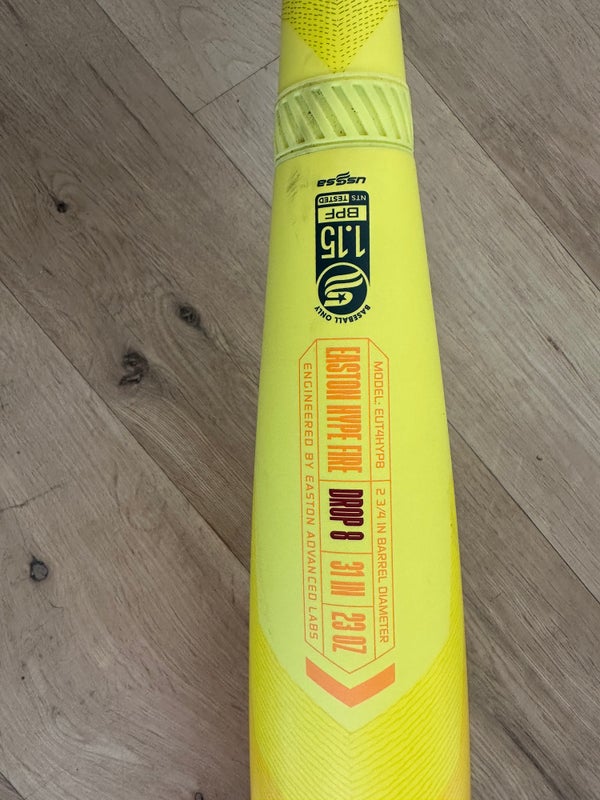 USSSA
NTS TESTED
BPF
1.15
BASEBALL ONLY
MODEL: EUT4HYP8
2 3/4 IN BARREL DIAMETER
EASTON HYPE FIRE
DROP 8
31 IN
23 OZ
ENGINEERED BY EASTON ADVANCED LABS